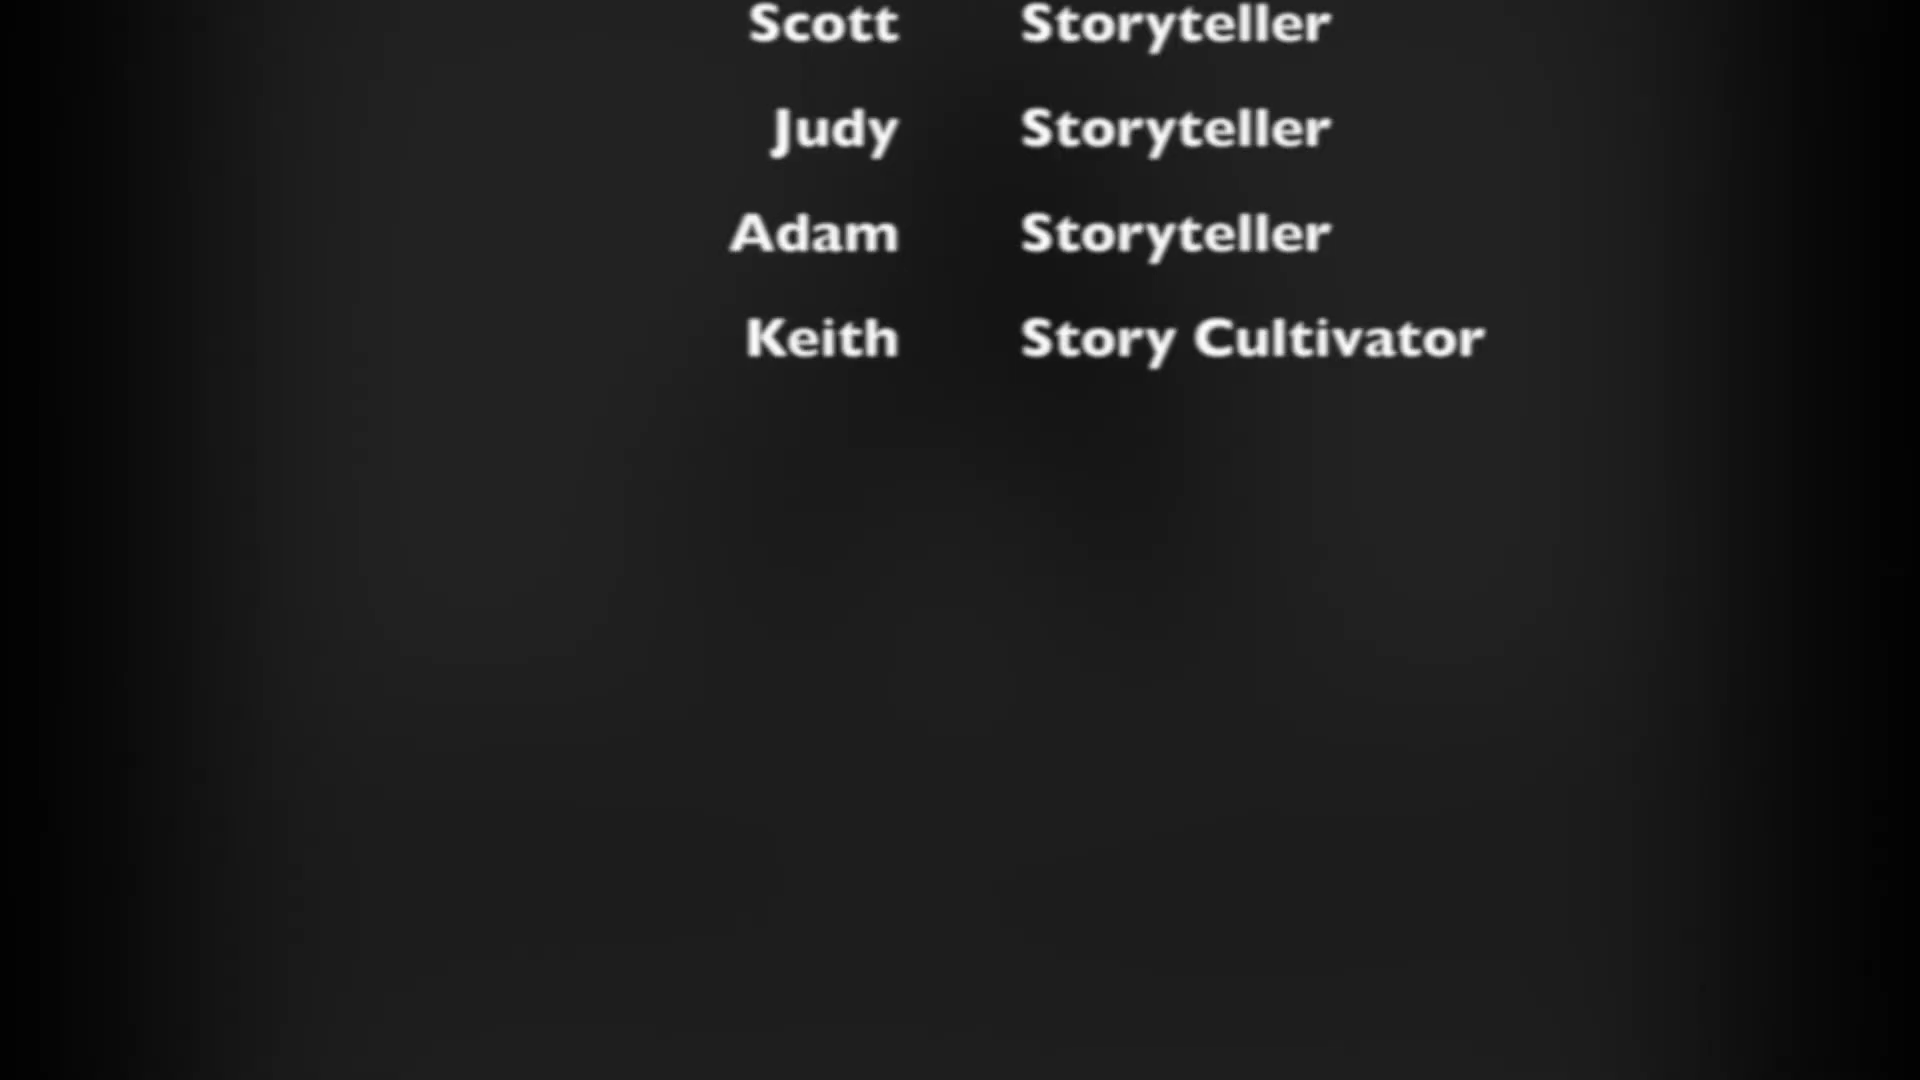 Scott Storyteller
Judy Storyteller
Adam Storyteller
Keith Story Cultivator